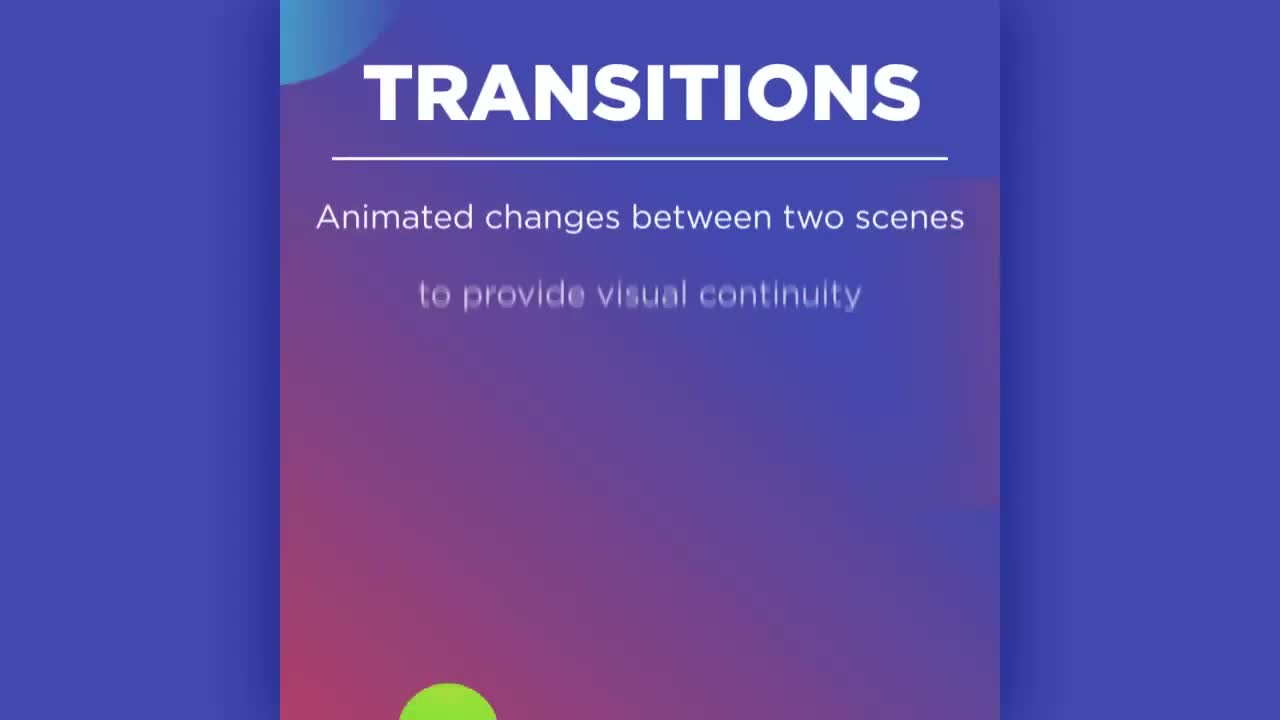 TRANSITIONS
Animated changes between two scenes
to provide visual continuity